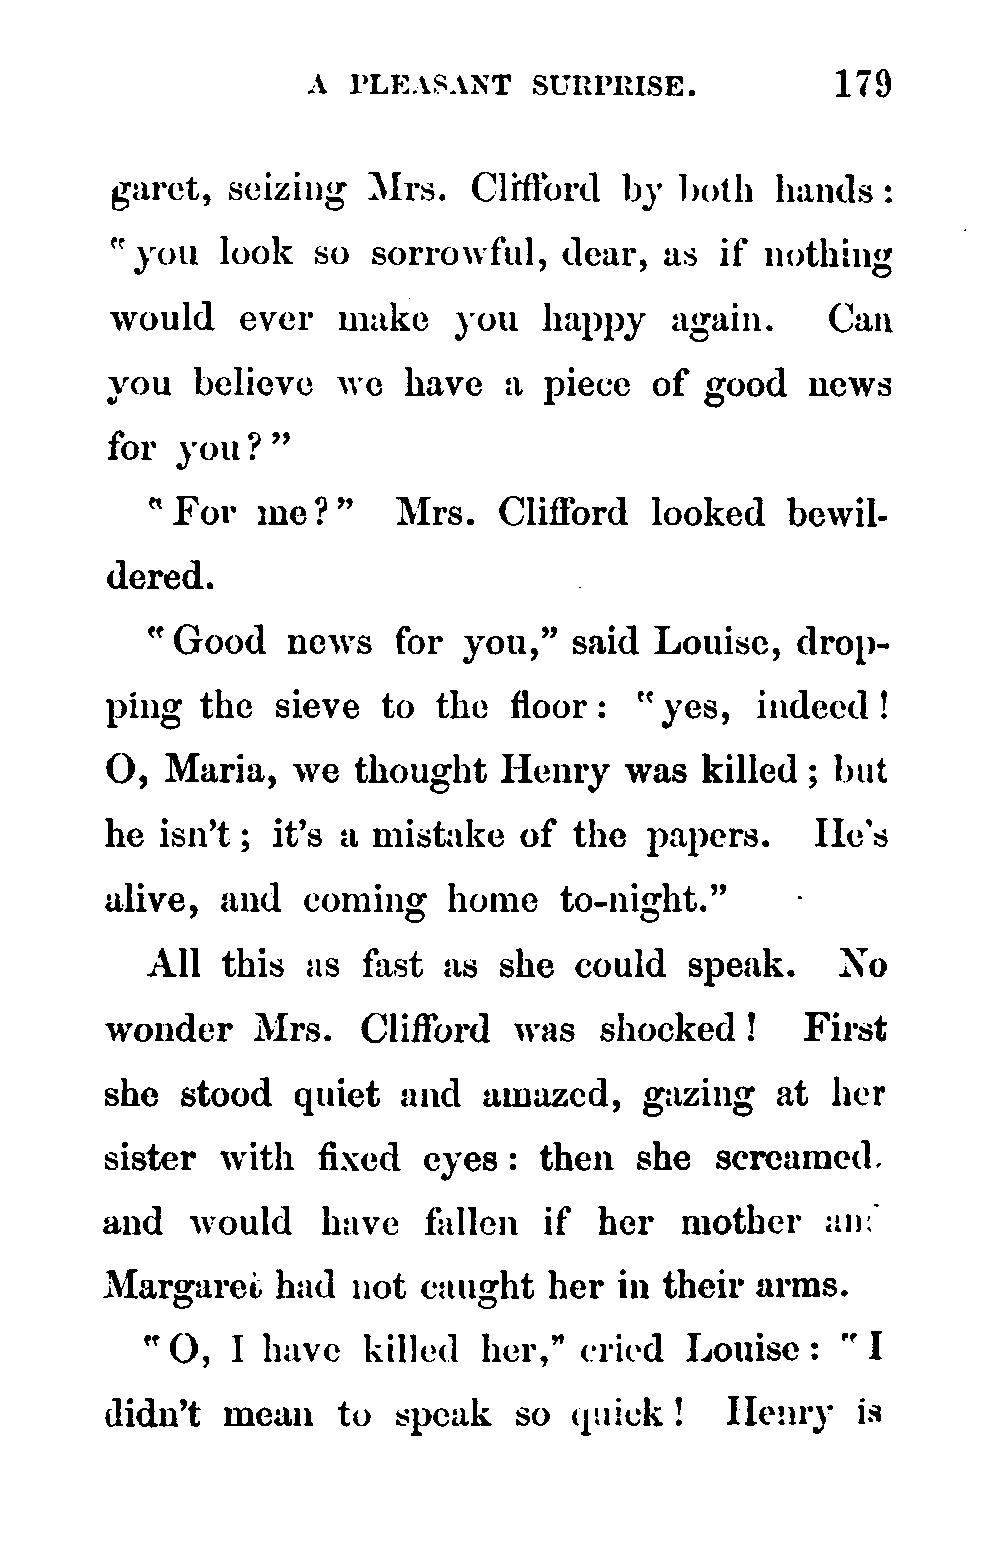 A PLEASANT SURPRISE. 179
garet, seizing Mrs. Clifford by both hands:
"you look so sorrowful, dear, as if nothing
would ever make you happy again. Can
you believe we have a piece of good news
for you?"
"For me?" Mrs. Clifford looked bewil-
dered.
"Good news for you," said Louise, drop-
ping the sieve to the floor: "yes, indeed!
O, Maria, we thought Henry was killed; but
he isn't; it's a mistake of the papers. He's
alive, and coming home to-night."
All this as fast as she could speak. No
wonder Mrs. Clifford was shocked! First
she stood quiet and amazed, gazing at her
sister with fixed eyes: then she screamed,
and would have fallen if her mother and
Margaret had not caught her in their arms.
"O, I have killed her," cried Louise: "I
didn't mean to speak so quick! Henry is